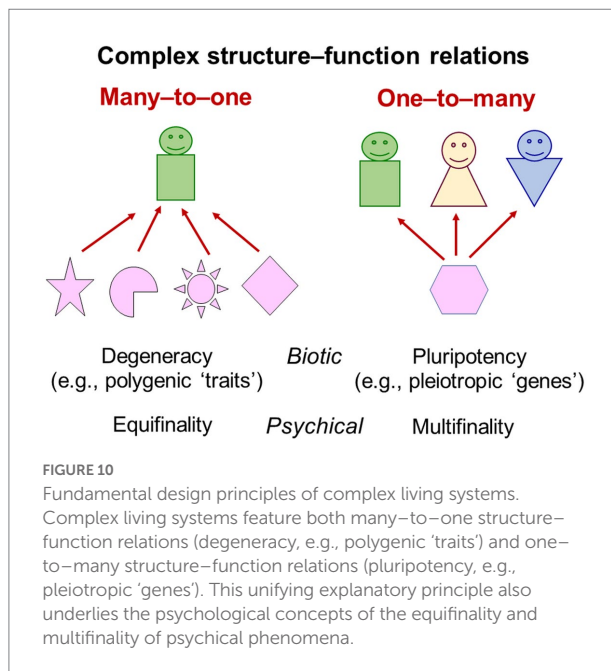 Complex structure–function relations
Many–to–one
One–to–many
Degeneracy
(e.g., polygenic ‘traits’)
Biotic
Pluripotency
(e.g., pleiotropic ‘genes’)
Equifinality
Psychical
Multifinality
FIGURE 10
Fundamental design principles of complex living systems.
Complex living systems feature both many–to–one structure–
function relations (degeneracy, e.g., polygenic ‘traits’) and one–
to–many structure–function relations (pluripotency, e.g.,
pleiotropic ‘genes’). This unifying explanatory principle also
underlies the psychological concepts of the equifinality and
multifinality of psychical phenomena.